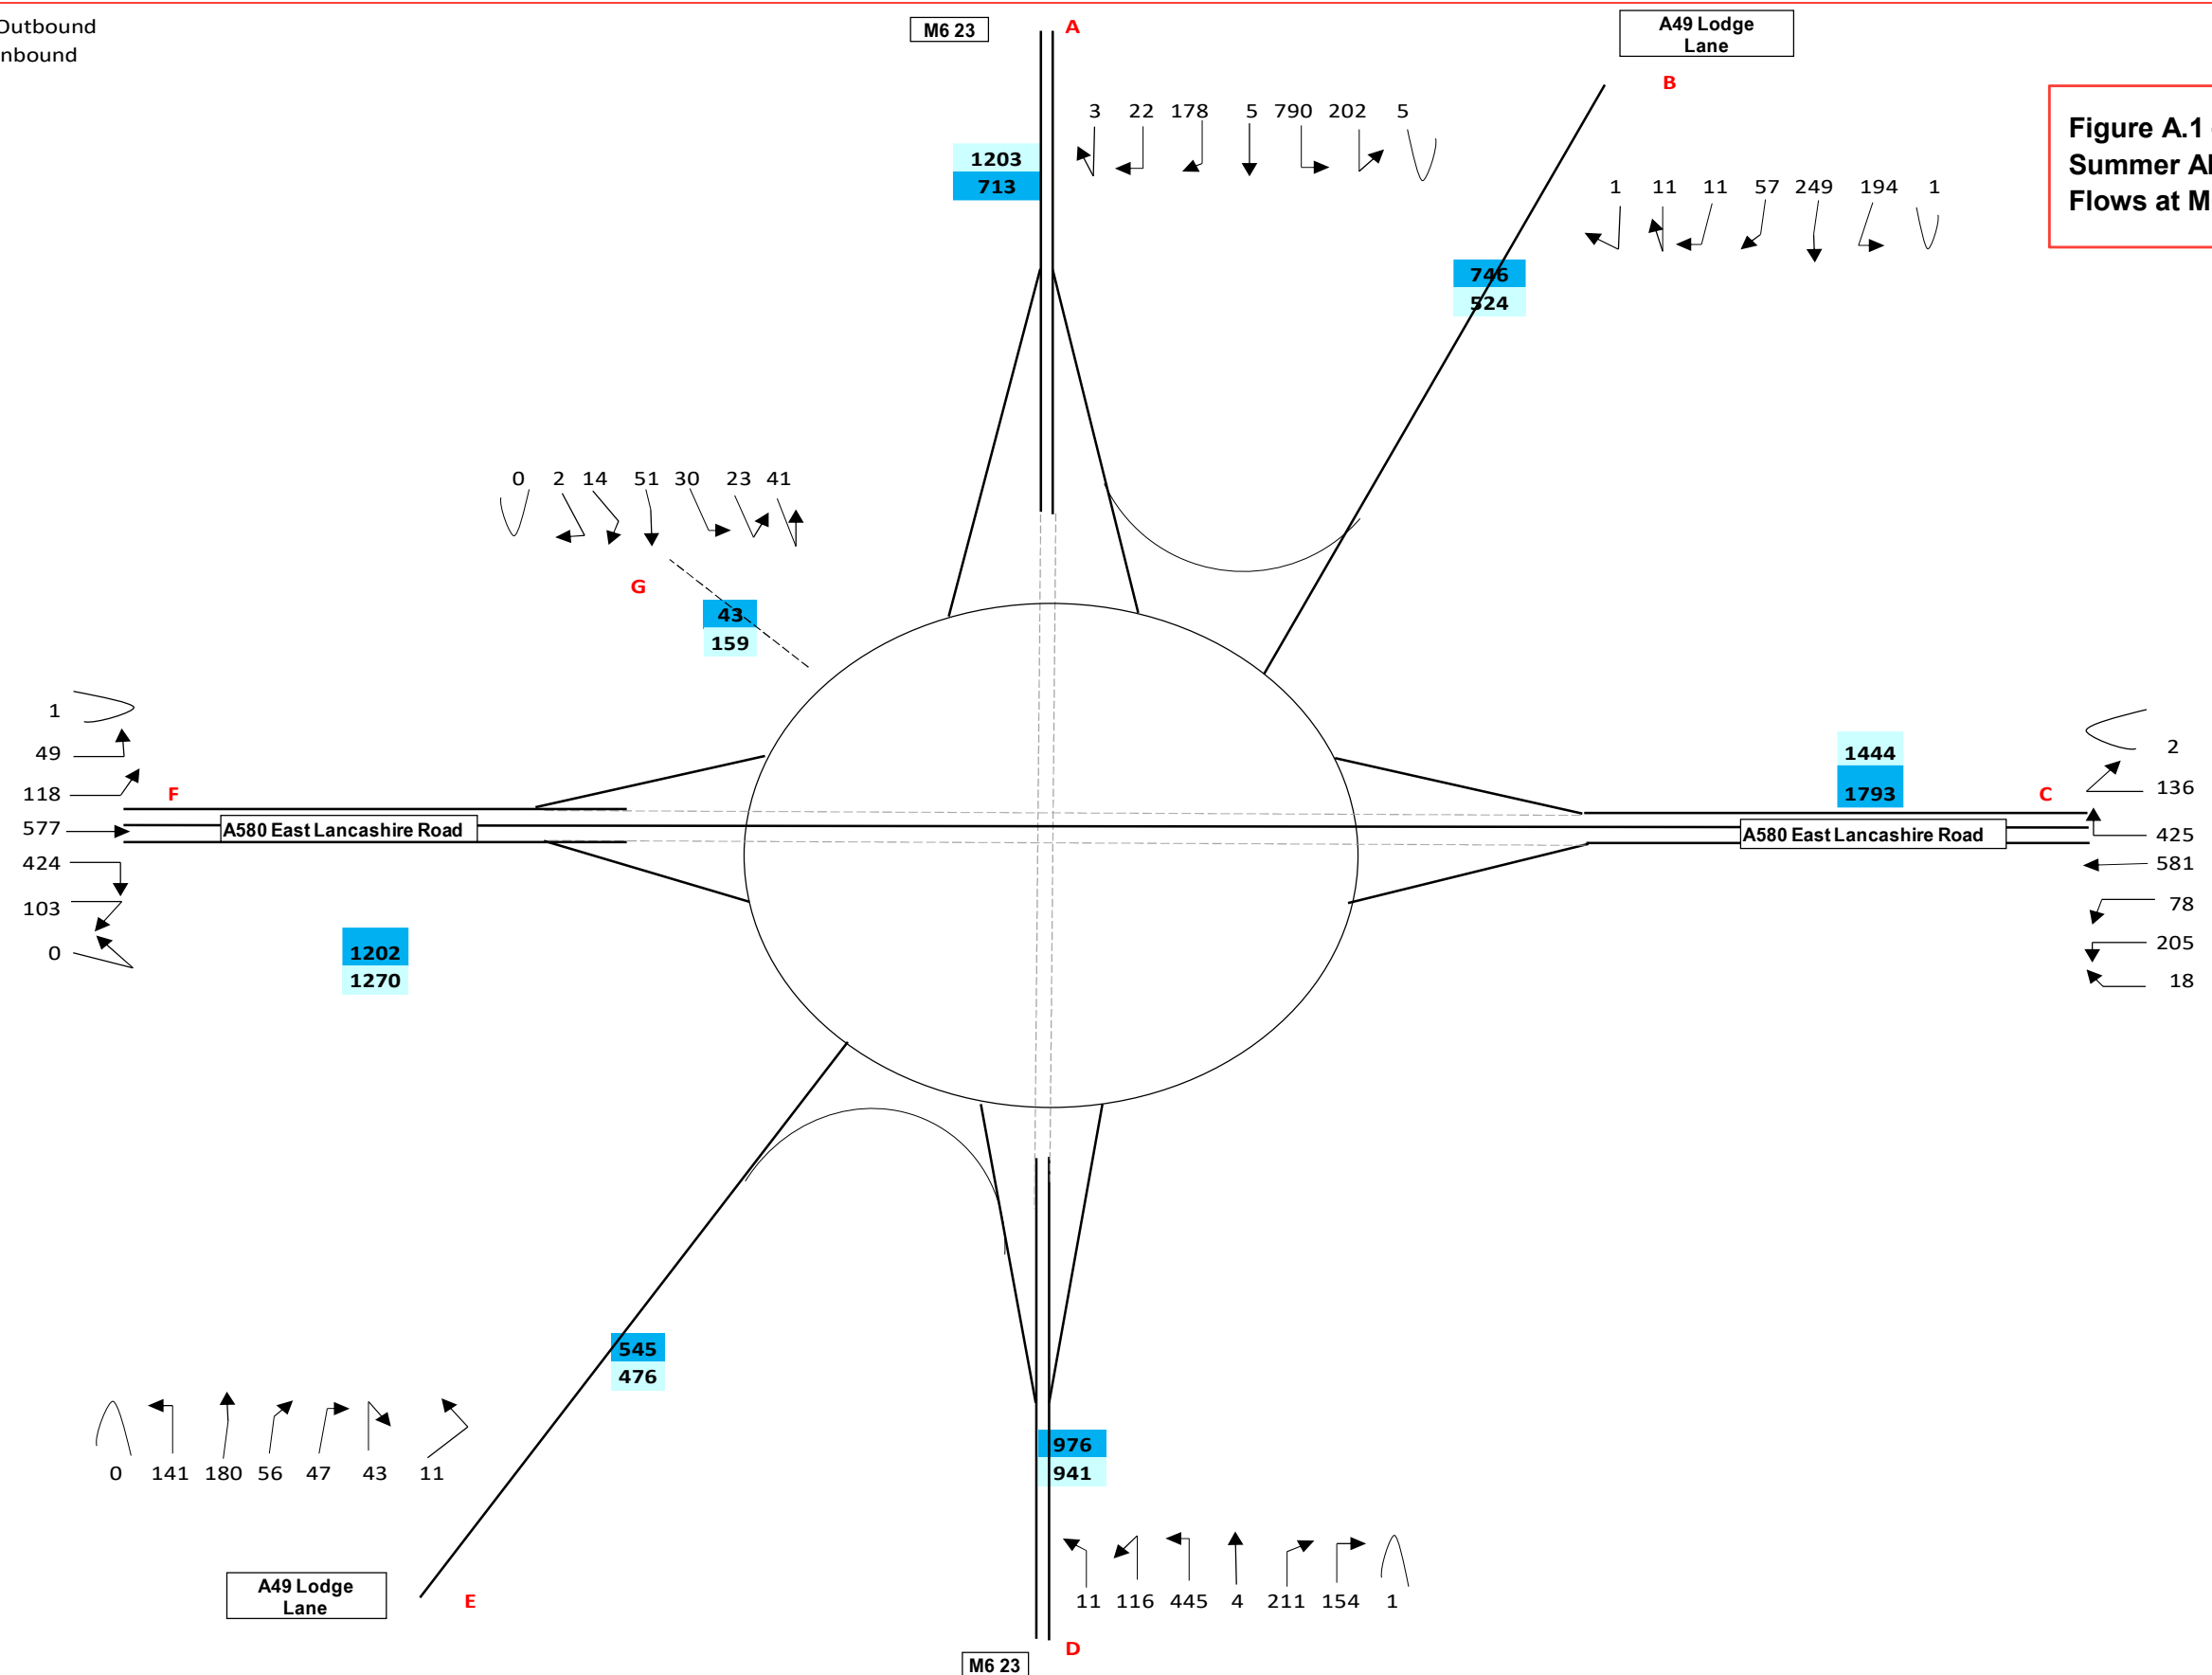 Outbound
nbound
M6 23
A
A49 Lodge
Lane
B
Figure A.1
Summer A
Flows at M
3 22 178 5 790 202 5
1203
713
1 11 11 57 249 194 1
746
524
0 2 14 51 30 23 41
G
43
159
1
49
118
577
424
103
0
F
A580 East Lancashire Road
1202
1270
1444
1793
C
A580 East Lancashire Road
2
136
425
581
78
205
18
545
476
0 141 180 56 47 43 11
976
941
11 116 445 4 211 154 1
A49 Lodge
Lane
E
D
M6 23